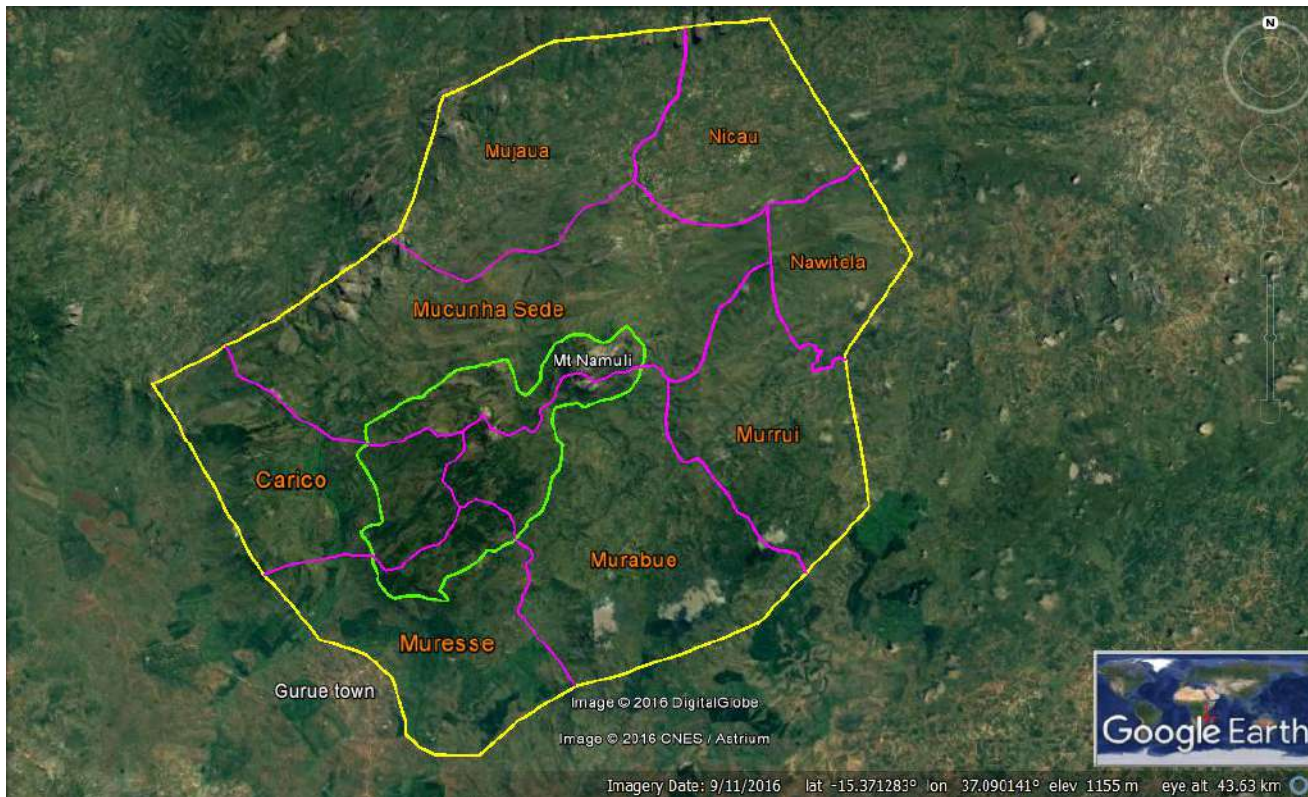 N
Nicau
Mujaua
Nawitela
Mucunha Sede
Mt Namuli
Murrui
Carico
Murabue
Muresse
Gurue town
Image © 2016 DigitalGlobe
Image © 2016 CNES / Astrium
Google Earth
Imagery Date: 9/11/2016 lat -15.371283° lon 37.090141° elev 1155 m eye alt 43.63 km